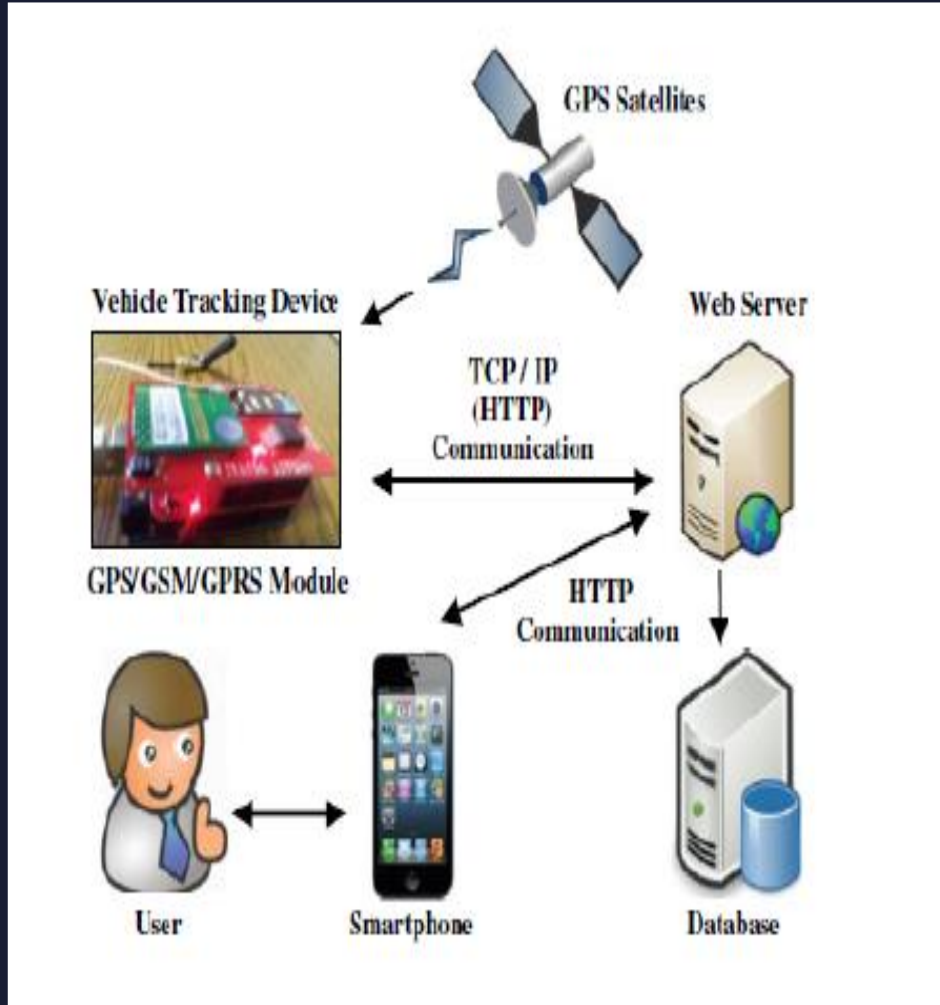 GPS Satellites
Vehicle Tracking Device
Web Server
TCP / IP
(HTTP)
Communication
GPS/GSM/GPRS Module
HTTP
Communication
User
Smartphone
Database